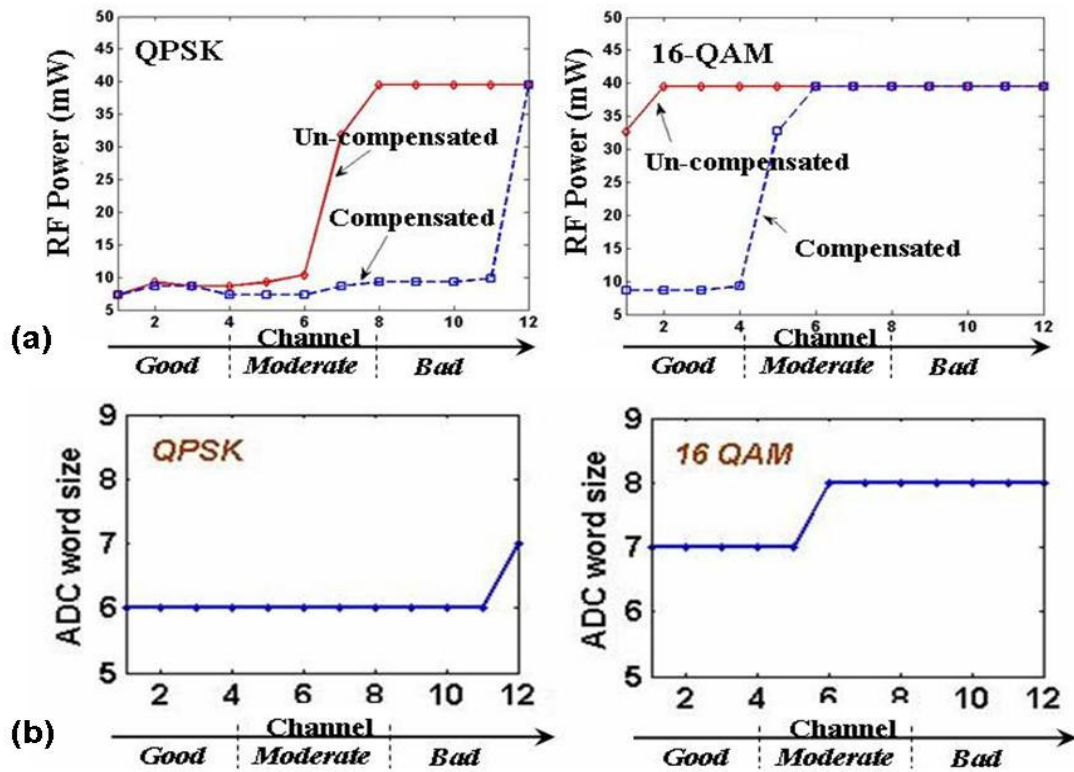 QPSK
RF Power (mW)
50
45
40
35
30
25
20
15
10
5
Un-compensated
Compensated
2 4 6 8 10 12
Channel
Good Moderate Bad
16-QAM
RF Power (mW)
50
45
40
35
30
25
20
15
10
5
Un-compensated
Compensated
2 4 6 8 10 12
Channel
Good Moderate Bad
(a)
QPSK
ADC word size
9
8
7
6
5
2 4 6 8 10 12
Channel
Good Moderate Bad
16 QAM
ADC word size
9
8
7
6
5
2 4 6 8 10 12
Channel
Good Moderate Bad
(b)